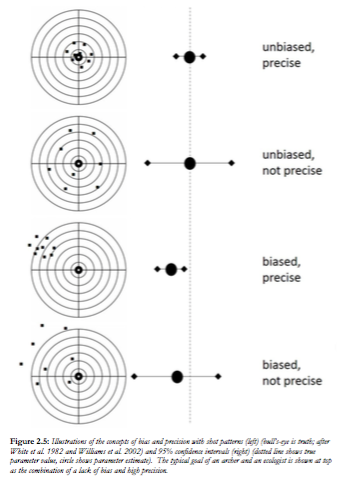 unbiased,
precise
unbiased,
not precise
biased,
precise
biased,
not precise
Figure 2.5: Illustrations of the concepts of bias and precision with shot patterns (left) (bull's-eye is truth; after
White et al. 1982 and Williams et al. 2002) and 95% confidence intervals (right) (dotted line shows true
parameter value, circle shows parameter estimate). The typical goal of an archer and an ecologist is shown at top
as the combination of a lack of bias and high precision.